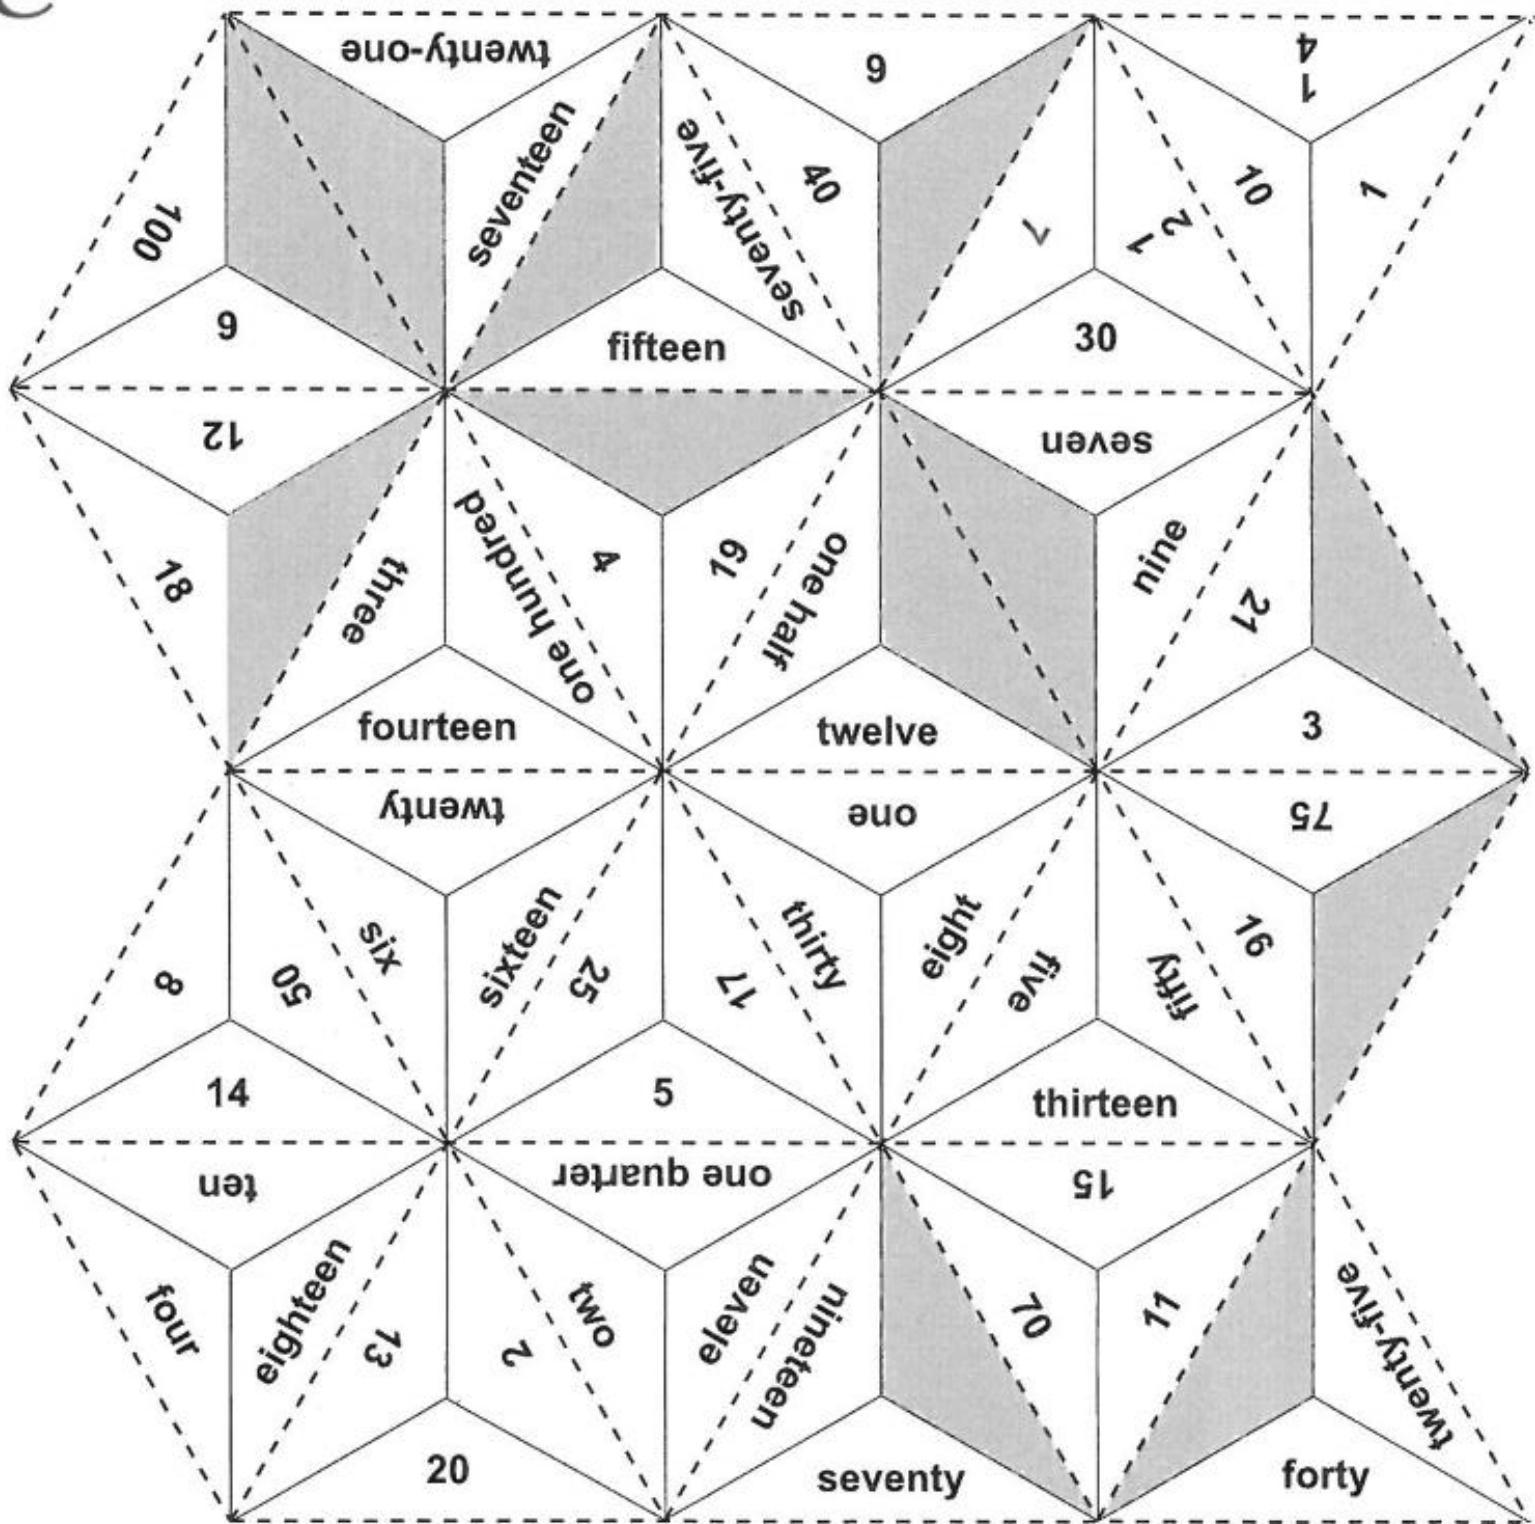 twenty-one
9
1
4
100
seventeen
seventy-five
40
7
1
2
10
1
6
fifteen
30
12
seven
18
three
one hundred
4
19
one half
nine
21
fourteen
twelve
3
twenty
one
75
8
50
six
sixteen
25
17
thirty
eight
five
fifty
16
14
5
thirteen
ten
one quarter
15
four
eighteen
13
2
two
eleven
nineteen
70
11
twenty-five
20
seventy
forty